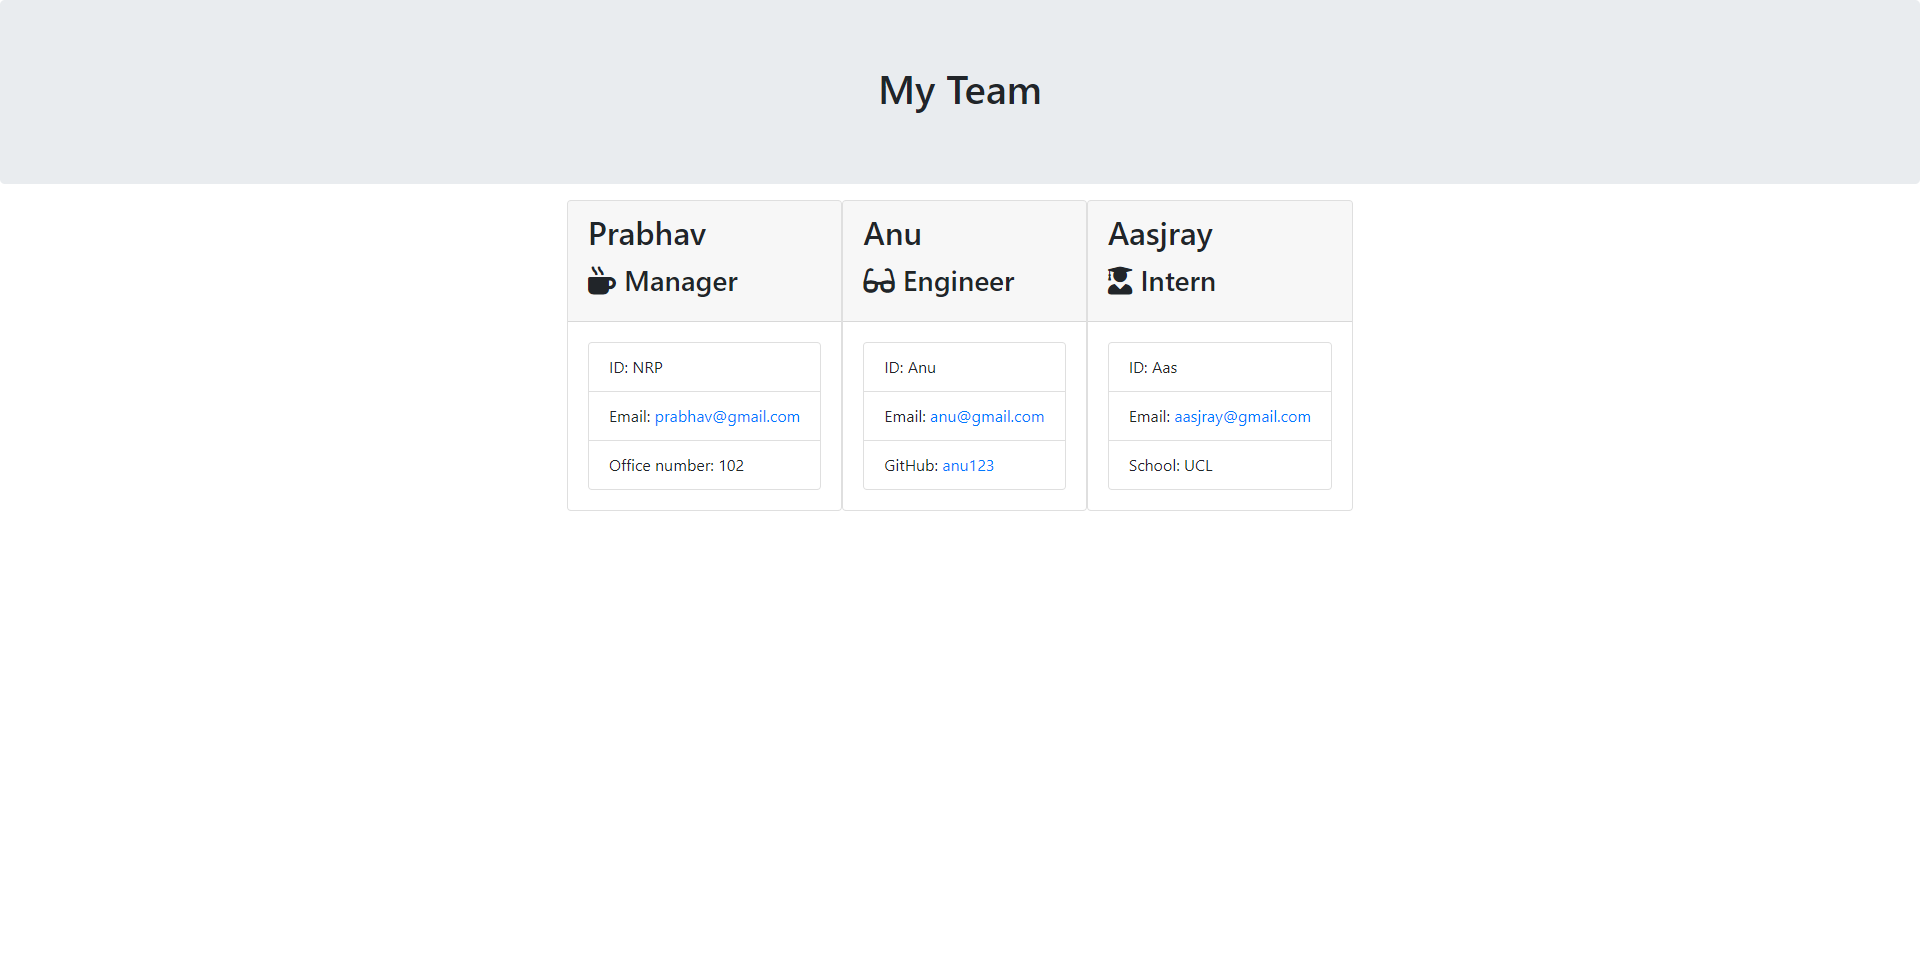 My Team
Prabhav
Manager
ID: NRP
Email: prabhav@gmail.com
Office number: 102
Anu
Engineer
ID: Anu
Email: anu@gmail.com
GitHub: anu123
Aasjray
Intern
ID: Aas
Email: aasjray@gmail.com
School: UCL